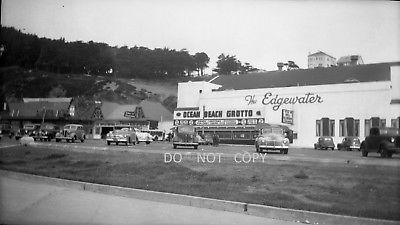 The Edgewater
OCEAN BEACH GROTTO
DO NOT COPY